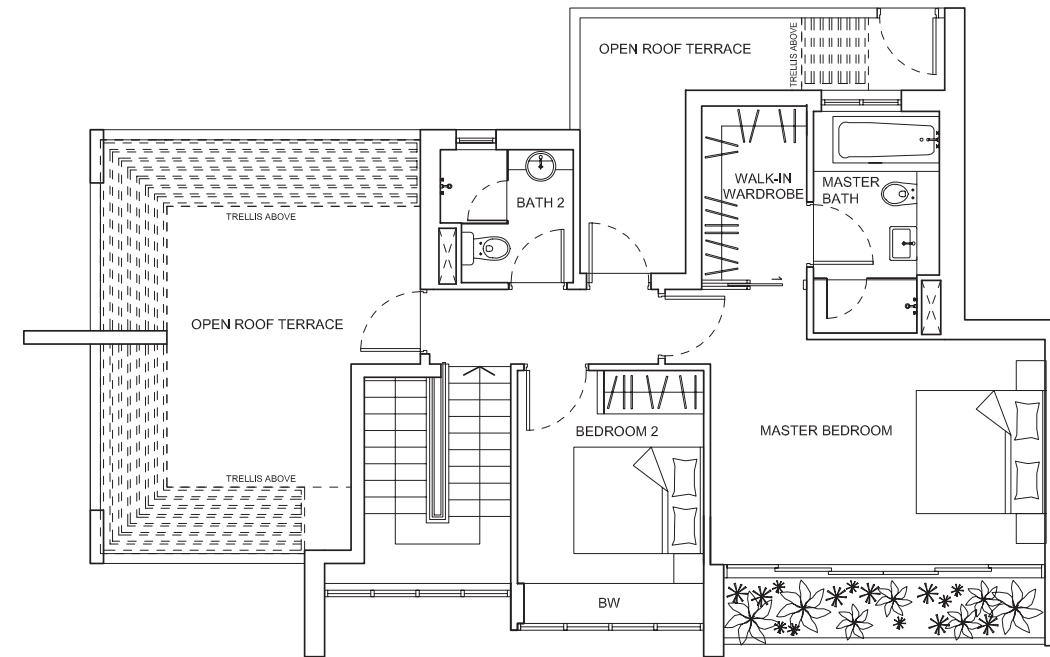 OPEN ROOF TERRACE
TRELLIS ABOVE
WALK-IN
WARDROBE
MASTER
BATH
BATH 2
TRELLIS ABOVE
OPEN ROOF TERRACE
BEDROOM 2
MASTER BEDROOM
TRELLIS ABOVE
BW